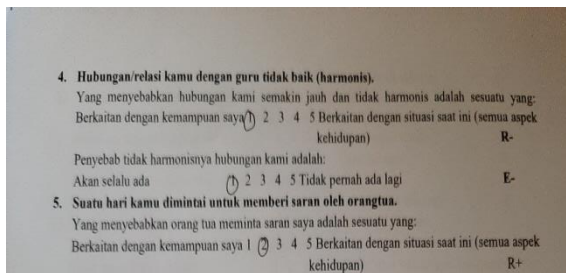 4. Hubungan/relasi kamu dengan guru tidak baik (harmonis).
Yang menyebabkan hubungan kami semakin jauh dan tidak harmonis adalah sesuatu yang:
Berkaitan dengan kemampuan saya 1 2 3 4 5 Berkaitan dengan situasi saat ini (semua aspek
kehidupan) R-
Penyebab tidak harmonisnya hubungan kami adalah:
Akan selalu ada 1 2 3 4 5 Tidak pernah ada lagi E-
5. Suatu hari kamu dimintai untuk memberi saran oleh orangtua.
Yang menyebabkan orang tua meminta saran saya adalah sesuatu yang:
Berkaitan dengan kemampuan saya 1 2 3 4 5 Berkaitan dengan situasi saat ini (semua aspek
kehidupan) R+